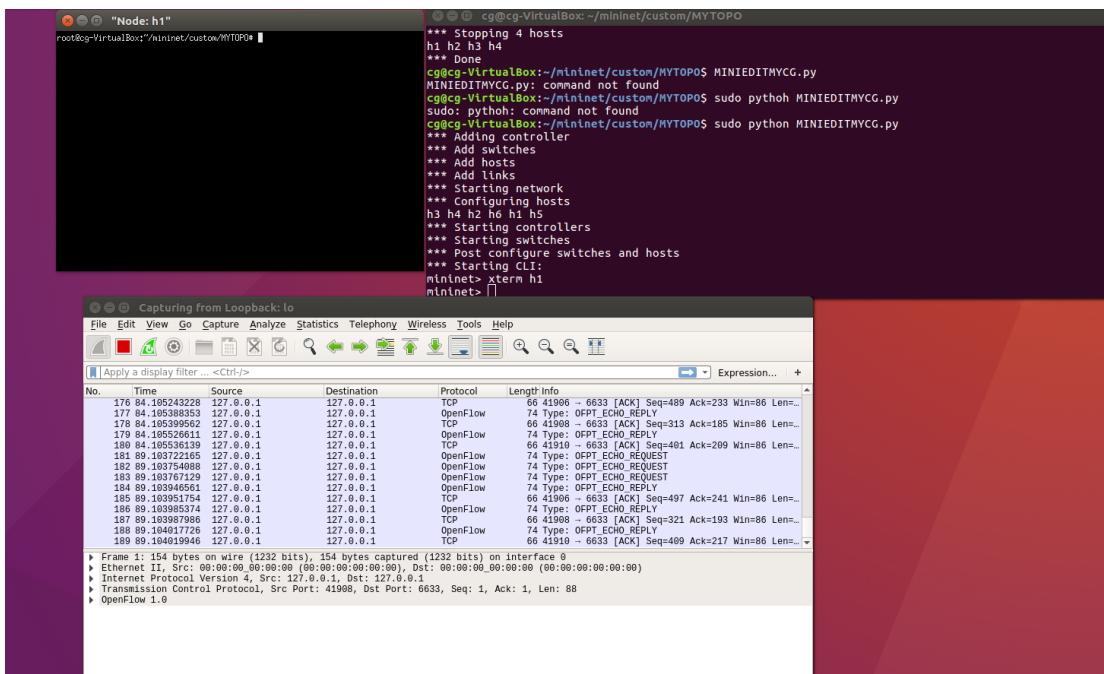 "Node: h1"
root@cg-VirtualBox:~/mininet/custom/MYTOPO#
cg@cg-VirtualBox: ~/mininet/custom/MYTOPO
*** Stopping 4 hosts
h1 h2 h3 h4
*** Done
cg@cg-VirtualBox:~/mininet/custom/MYTOPO$ MINIEDITMYCG.py
MINIEDITMYCG.py: command not found
cg@cg-VirtualBox:~/mininet/custom/MYTOPO$ sudo pythoh MINIEDITMYCG.py
sudo: pythoh: command not found
cg@cg-VirtualBox:~/mininet/custom/MYTOPO$ sudo python MINIEDITMYCG.py
*** Adding controller
*** Add switches
*** Add hosts
*** Add links
*** Starting network
*** Configuring hosts
h3 h4 h2 h6 h1 h5
*** Starting controllers
*** Starting switches
*** Post configure switches and hosts
*** Starting CLI:
mininet> xterm h1
mininet>
Capturing from Loopback: lo
File Edit View Go Capture Analyze Statistics Telephony Wireless Tools Help
Apply a display filter ... <Ctrl-/> Expression... +
No. Time Source Destination Protocol Length Info
176 84.105243228 127.0.0.1 127.0.0.1 TCP 66 41906 → 6633 [ACK] Seq=489 Ack=233 Win=86 Len=…
177 84.105388353 127.0.0.1 127.0.0.1 OpenFlow 74 Type: OFPT_ECHO_REPLY
178 84.105399562 127.0.0.1 127.0.0.1 TCP 66 41908 → 6633 [ACK] Seq=313 Ack=185 Win=86 Len=…
179 84.105526611 127.0.0.1 127.0.0.1 OpenFlow 74 Type: OFPT_ECHO_REPLY
180 84.105536139 127.0.0.1 127.0.0.1 TCP 66 41910 → 6633 [ACK] Seq=401 Ack=209 Win=86 Len=…
181 89.103722165 127.0.0.1 127.0.0.1 OpenFlow 74 Type: OFPT_ECHO_REQUEST
182 89.103754088 127.0.0.1 127.0.0.1 OpenFlow 74 Type: OFPT_ECHO_REQUEST
183 89.103767129 127.0.0.1 127.0.0.1 OpenFlow 74 Type: OFPT_ECHO_REQUEST
184 89.103946561 127.0.0.1 127.0.0.1 OpenFlow 74 Type: OFPT_ECHO_REPLY
185 89.103951754 127.0.0.1 127.0.0.1 TCP 66 41906 → 6633 [ACK] Seq=497 Ack=241 Win=86 Len=…
186 89.103985374 127.0.0.1 127.0.0.1 OpenFlow 74 Type: OFPT_ECHO_REPLY
187 89.103987986 127.0.0.1 127.0.0.1 TCP 66 41908 → 6633 [ACK] Seq=321 Ack=193 Win=86 Len=…
188 89.104017726 127.0.0.1 127.0.0.1 OpenFlow 74 Type: OFPT_ECHO_REPLY
189 89.104019946 127.0.0.1 127.0.0.1 TCP 66 41910 → 6633 [ACK] Seq=409 Ack=217 Win=86 Len=…
Frame 1: 154 bytes on wire (1232 bits), 154 bytes captured (1232 bits) on interface 0
Ethernet II, Src: 00:00:00_00:00:00 (00:00:00:00:00:00), Dst: 00:00:00_00:00:00 (00:00:00:00:00:00)
Internet Protocol Version 4, Src: 127.0.0.1, Dst: 127.0.0.1
Transmission Control Protocol, Src Port: 41908, Dst Port: 6633, Seq: 1, Ack: 1, Len: 88
OpenFlow 1.0